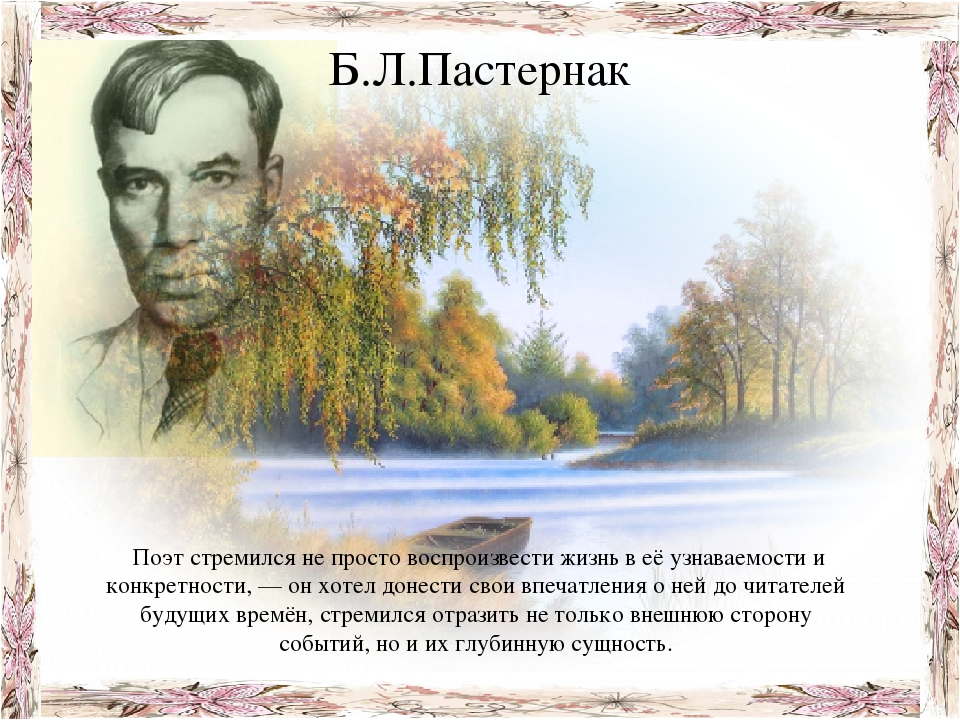 Б.Л.Пастернак
Поэт стремился не просто воспроизвести жизнь в её узнаваемости и
конкретности, — он хотел донести свои впечатления о ней до читателей
будущих времён, стремился отразить не только внешнюю сторону
событий, но и их глубинную сущность.